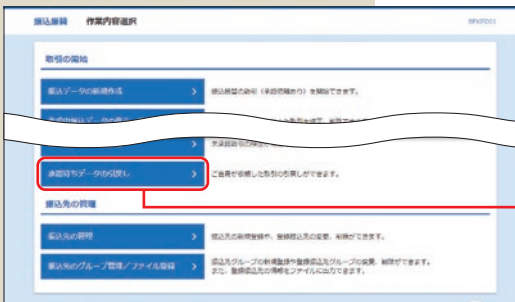 振込振替　作業内容選択
BFKF001
取引の開始
振込データの新規作成
振込振替の取引（承認依頼あり）を開始できます。
承認待ちデータの引戻し
ご自身が依頼した取引の引戻しができます。
振込先の管理
振込先の管理
振込先の新規登録や、登録振込先の変更、削除ができます。
振込先のグループ管理／ファイル登録
振込先グループの新規登録や登録振込先グループの変更、削除ができます。
また、登録振込先の情報をファイルに出力できます。